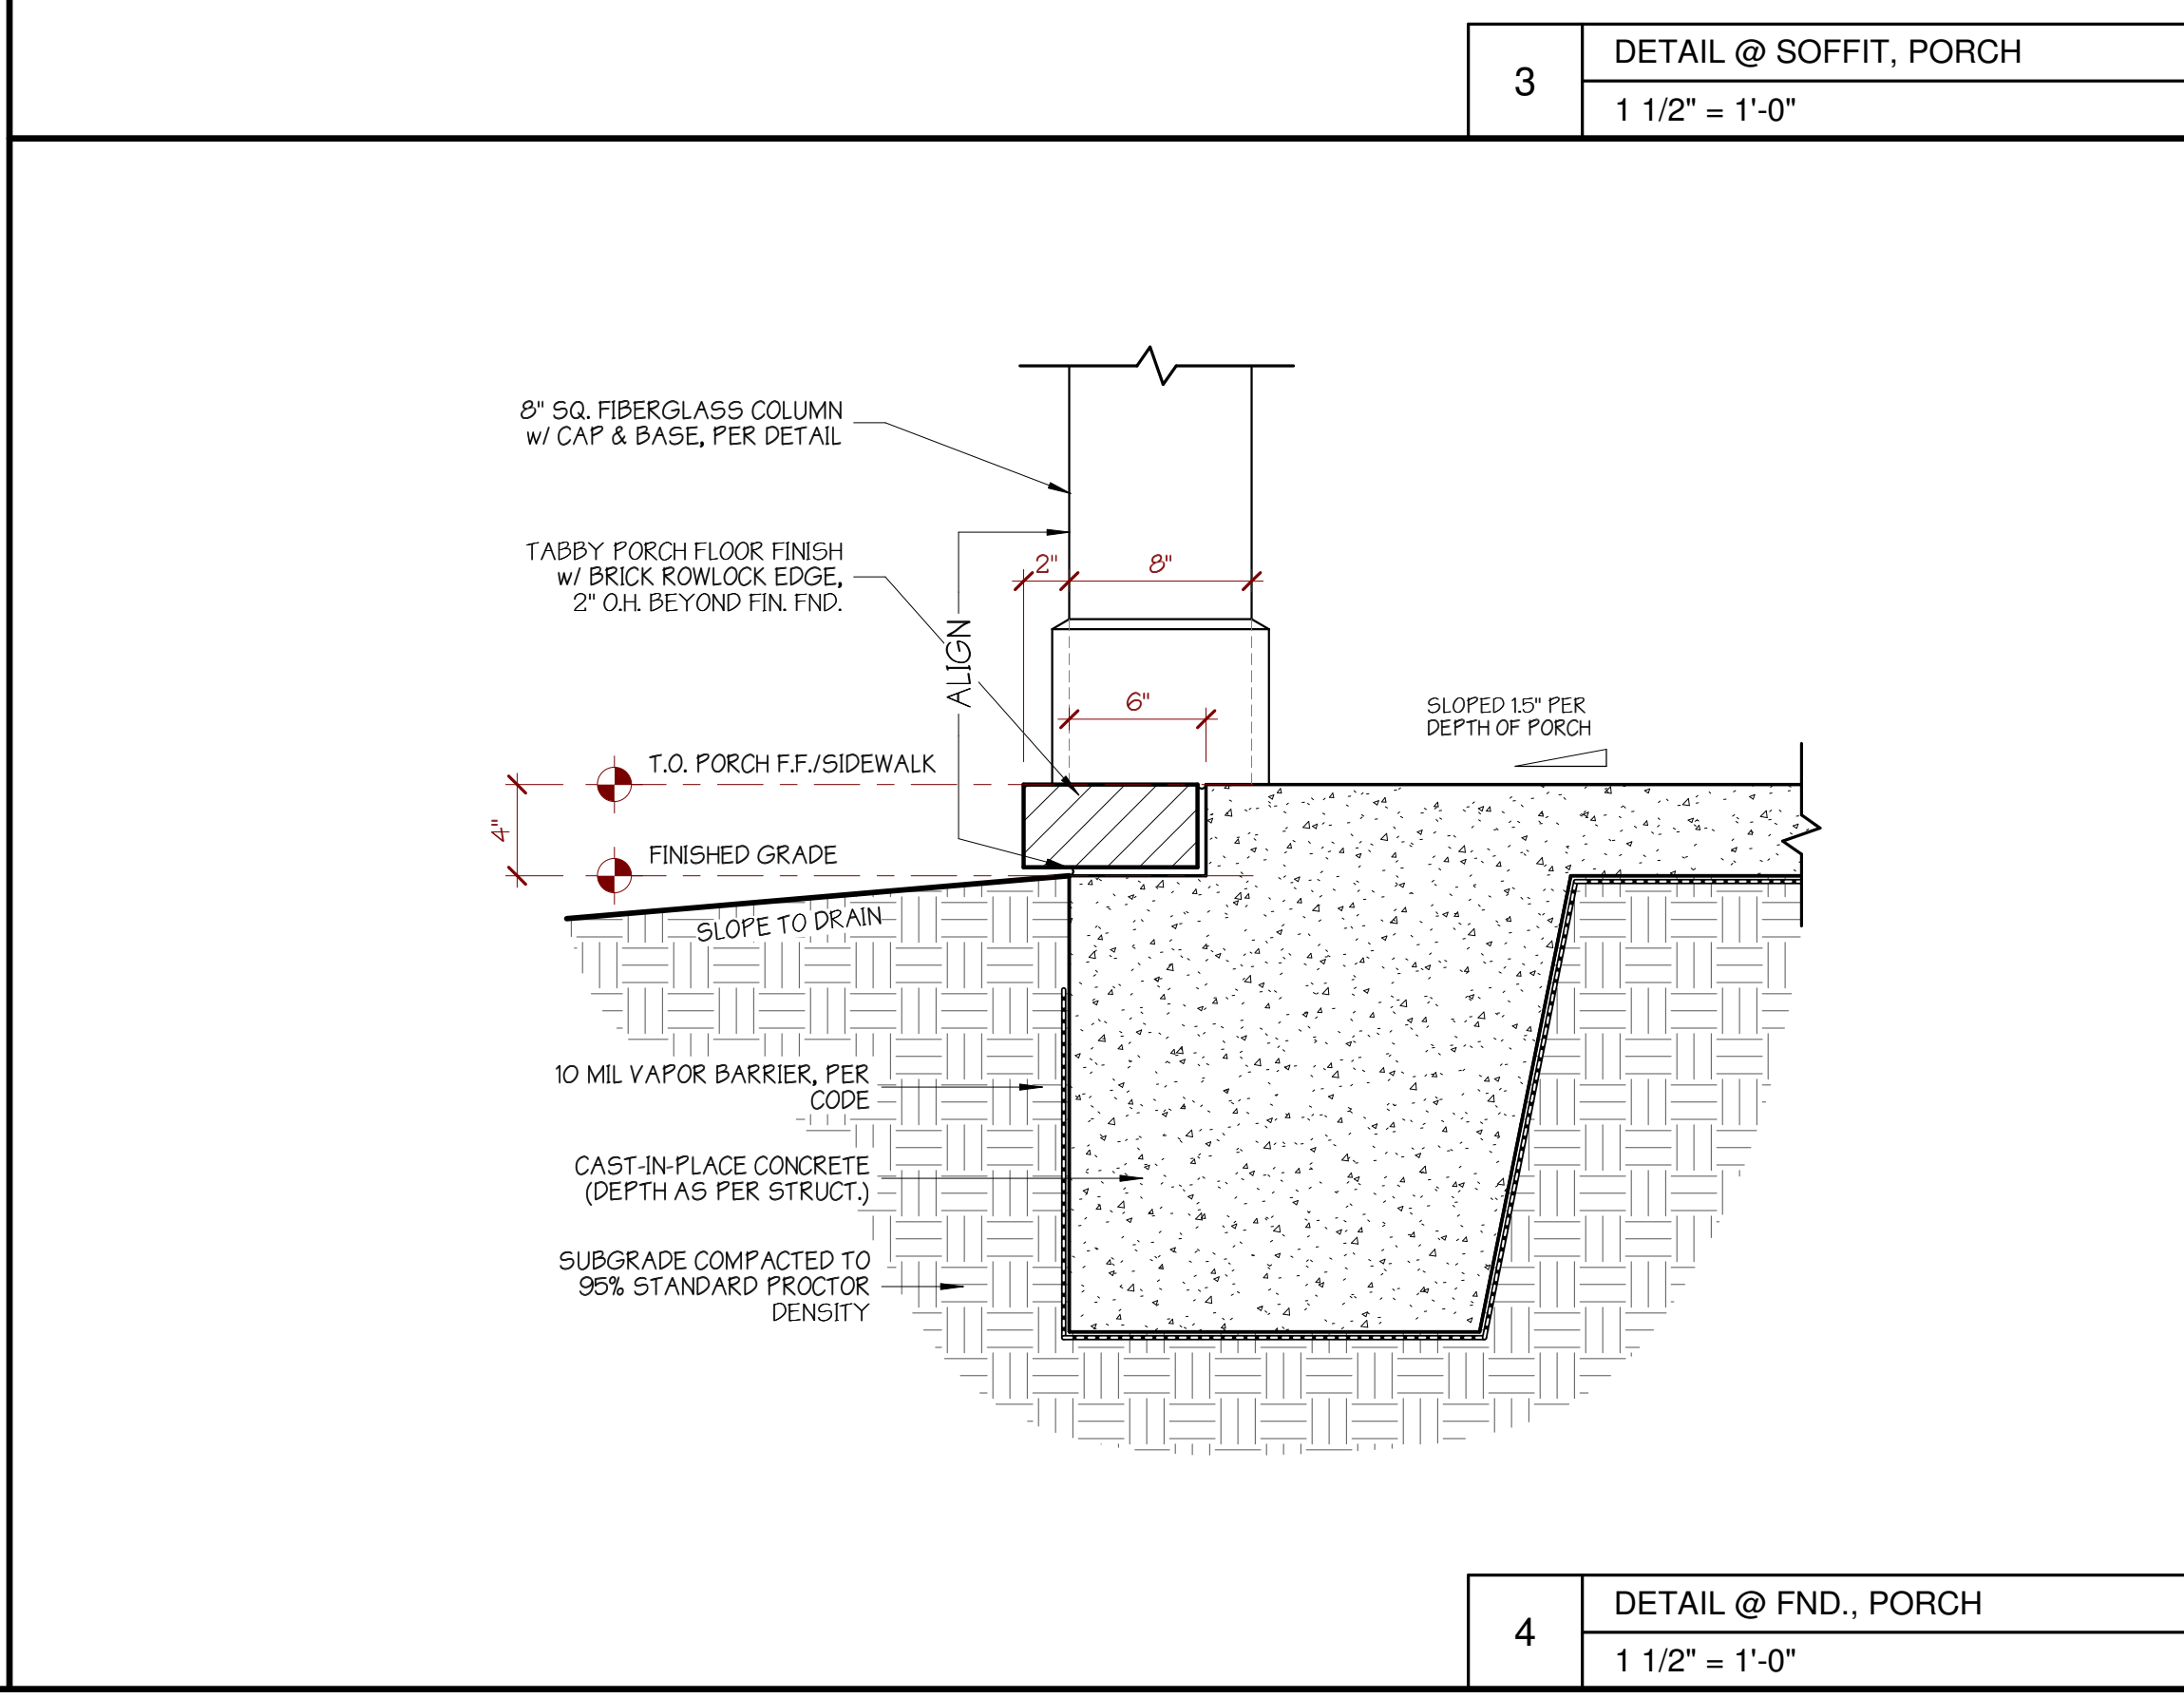 3
DETAIL @ SOFFIT, PORCH
1 1/2" = 1'-0"
8" SQ. FIBERGLASS COLUMN
w/ CAP & BASE, PER DETAIL
TABBY PORCH FLOOR FINISH
w/ BRICK ROWLOCK EDGE,
2" O.H. BEYOND FIN. FND.
ALIGN
2"
8"
6"
SLOPED 1.5" PER
DEPTH OF PORCH
T.O. PORCH F.F./SIDEWALK
4"
FINISHED GRADE
SLOPE TO DRAIN
10 MIL VAPOR BARRIER, PER
CODE
CAST-IN-PLACE CONCRETE
(DEPTH AS PER STRUCT.)
SUBGRADE COMPACTED TO
95% STANDARD PROCTOR
DENSITY
4
DETAIL @ FND., PORCH
1 1/2" = 1'-0"